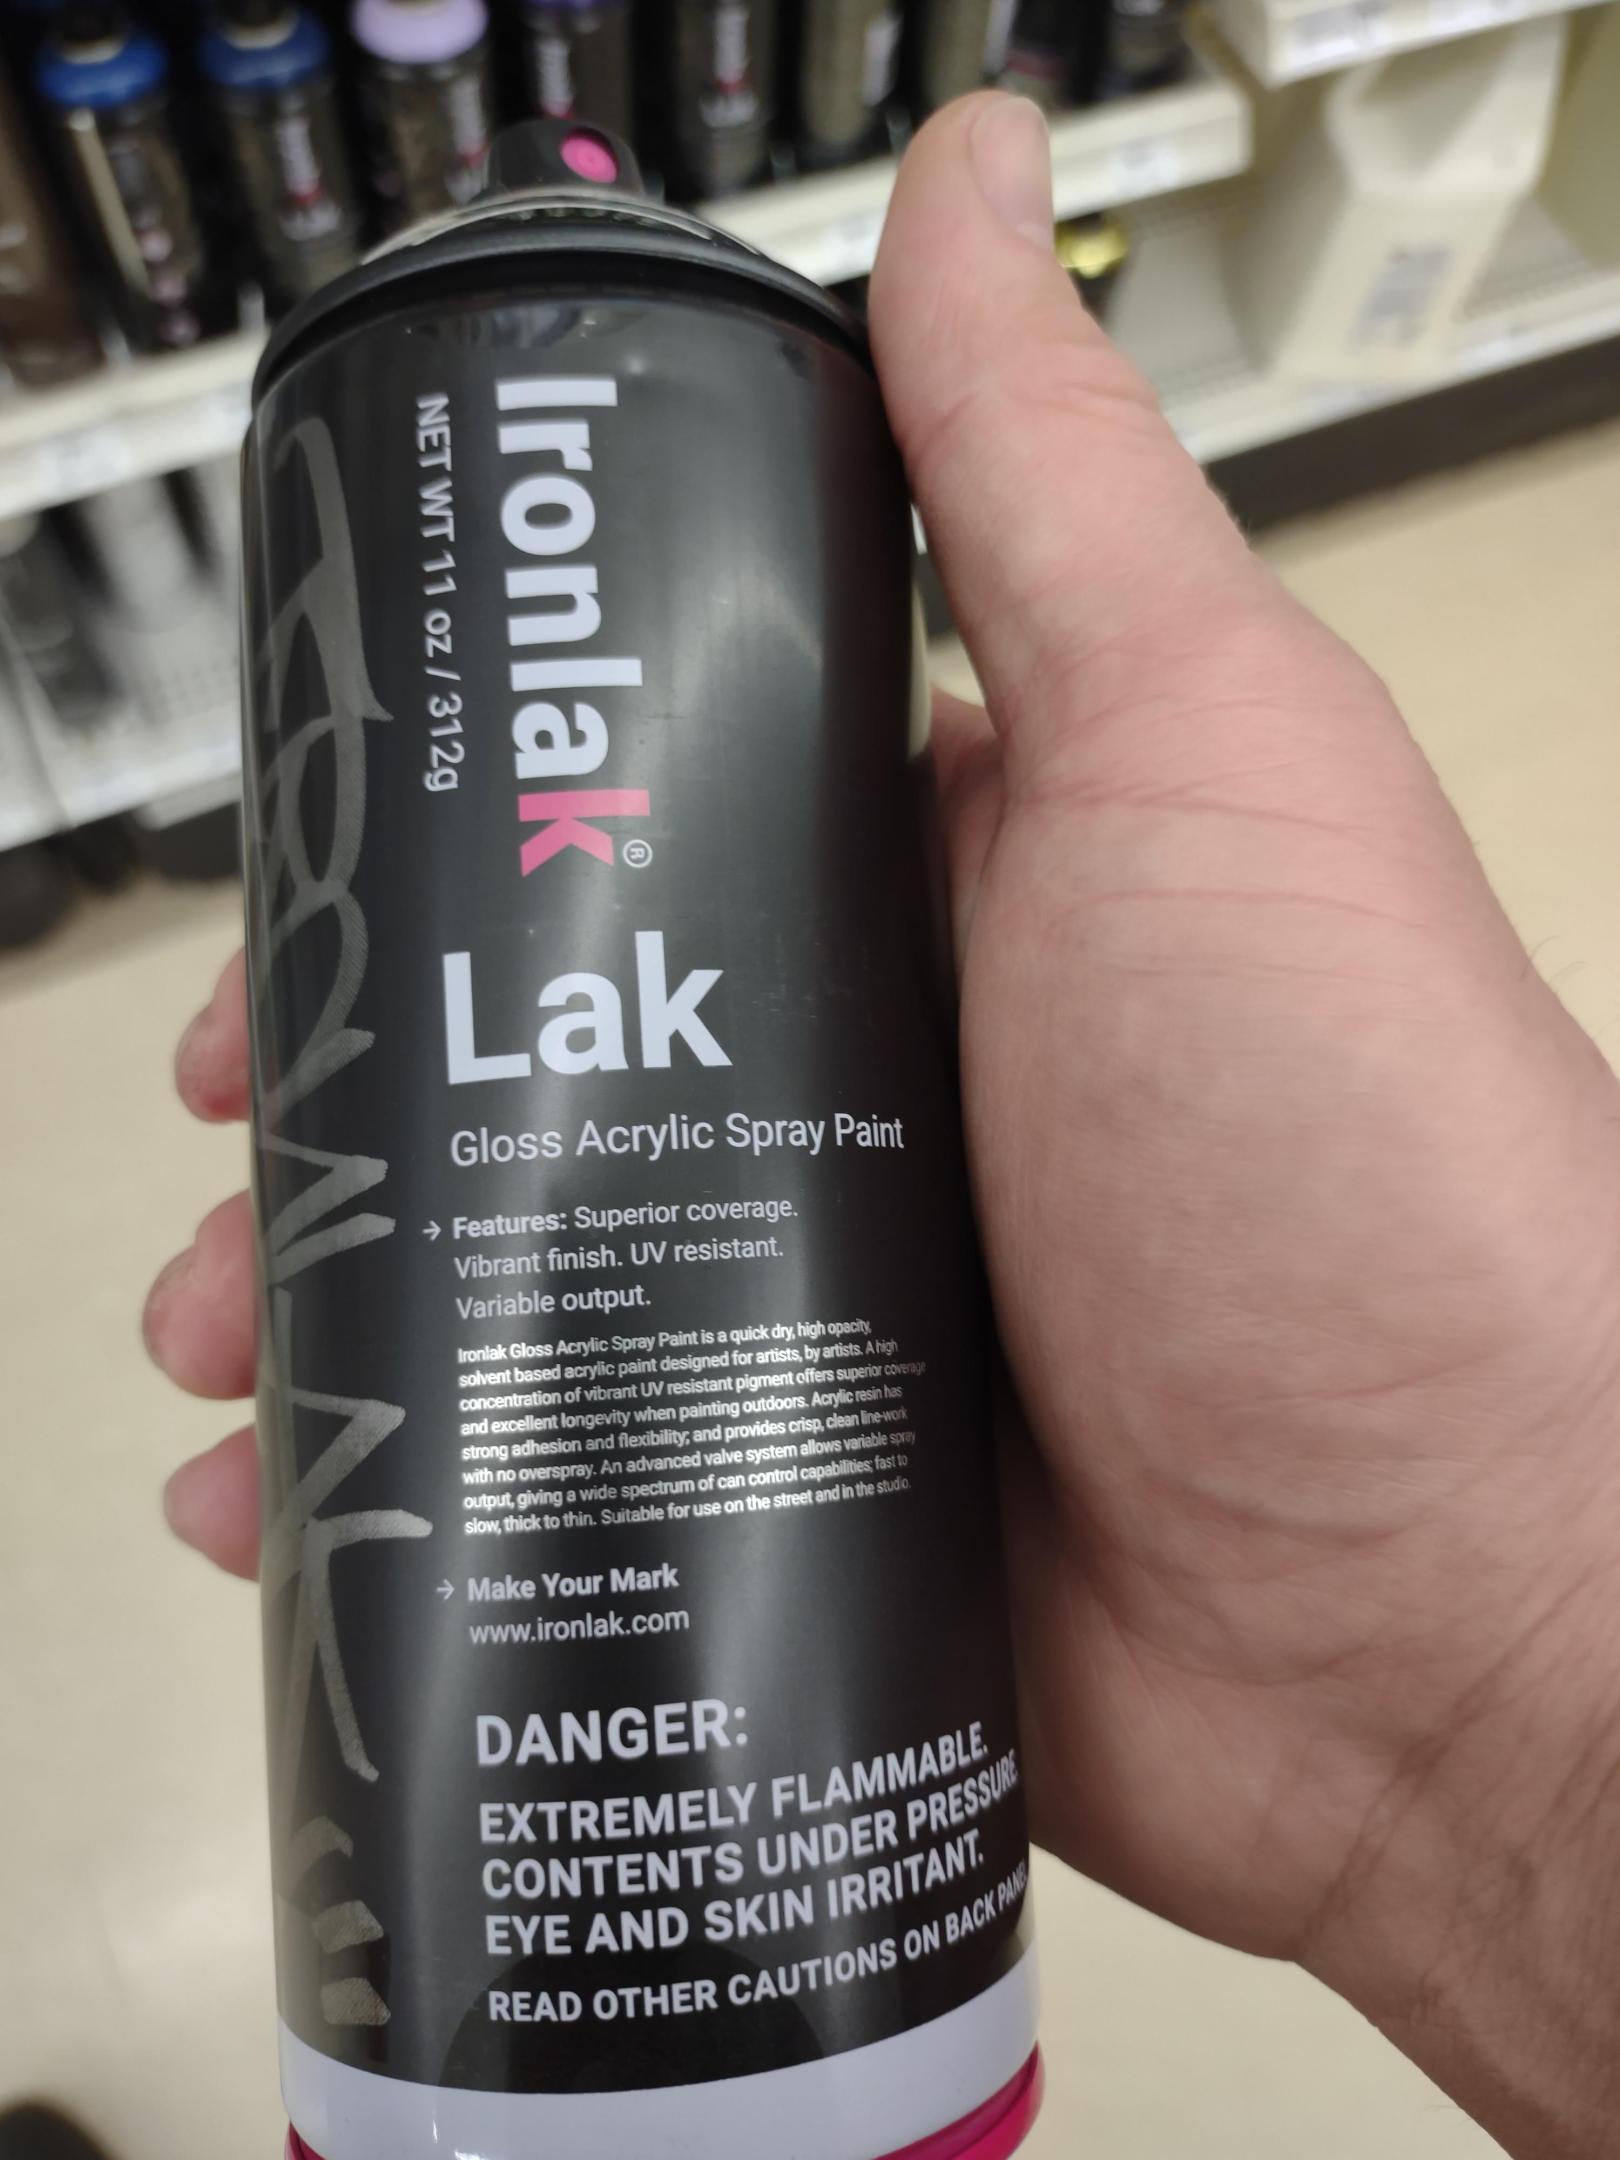 Ironlak®
NET WT 11 oz / 312g
Lak
Gloss Acrylic Spray Paint
→ Features: Superior coverage.
Vibrant finish. UV resistant.
Variable output.
Ironlak Gloss Acrylic Spray Paint is a quick dry, high opacity,
solvent based acrylic paint designed for artists, by artists. A high
concentration of vibrant UV resistant pigment offers superior coverage
and excellent longevity when painting outdoors. Acrylic resin has
strong adhesion and flexibility; and provides crisp, clean line-work
with no overspray. An advanced valve system allows variable spray
output, giving a wide spectrum of can control capabilities; fast to
slow, thick to thin. Suitable for use on the street and in the studio.
→ Make Your Mark
www.ironlak.com
DANGER:
EXTREMELY FLAMMABLE.
CONTENTS UNDER PRESSURE.
EYE AND SKIN IRRITANT.
READ OTHER CAUTIONS ON BACK PANEL